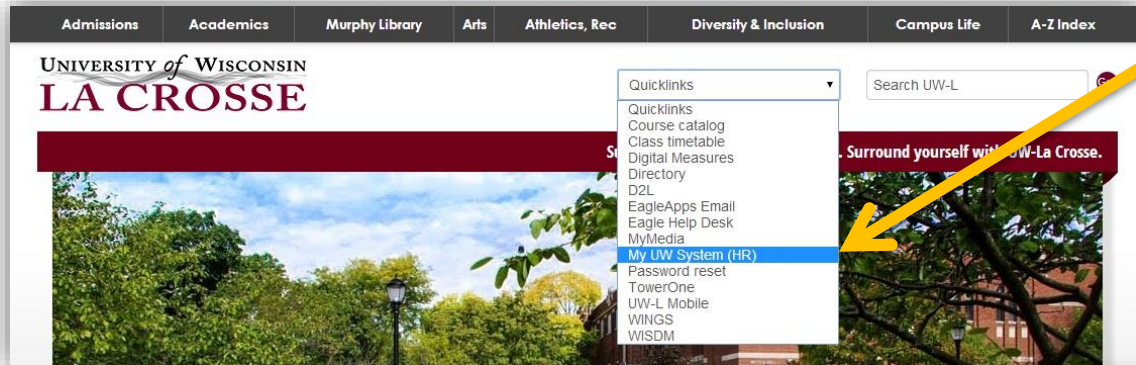 Admissions Academics Murphy Library Arts Athletics, Rec Diversity & Inclusion Campus Life A-Z Index
UNIVERSITY of WISCONSIN
LA CROSSE
Quicklinks
Search UW-L
Quicklinks
Course catalog
Class timetable
Digital Measures
Directory
D2L
EagleApps Email
Eagle Help Desk
MyMedia
My UW System (HR)
Password reset
TowerOne
UW-L Mobile
WINGS
WISDM
. Surround yourself with UW-La Crosse.